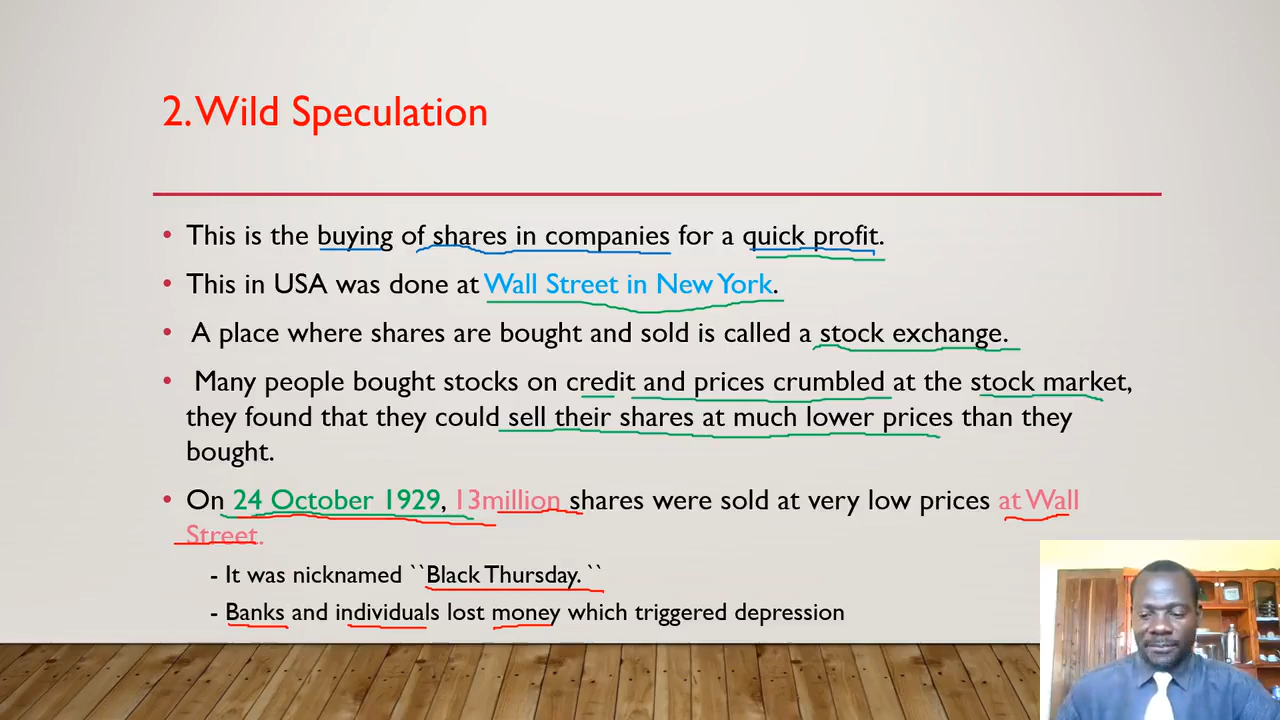 2. Wild Speculation
• This is the buying of shares in companies for a quick profit.
• This in USA was done at Wall Street in New York.
• A place where shares are bought and sold is called a stock exchange.
• Many people bought stocks on credit and prices crumbled at the stock market,
they found that they could sell their shares at much lower prices than they
bought.
• On 24 October 1929, 13million shares were sold at very low prices at Wall
Street.
- It was nicknamed ``Black Thursday. ``
- Banks and individuals lost money which triggered depression